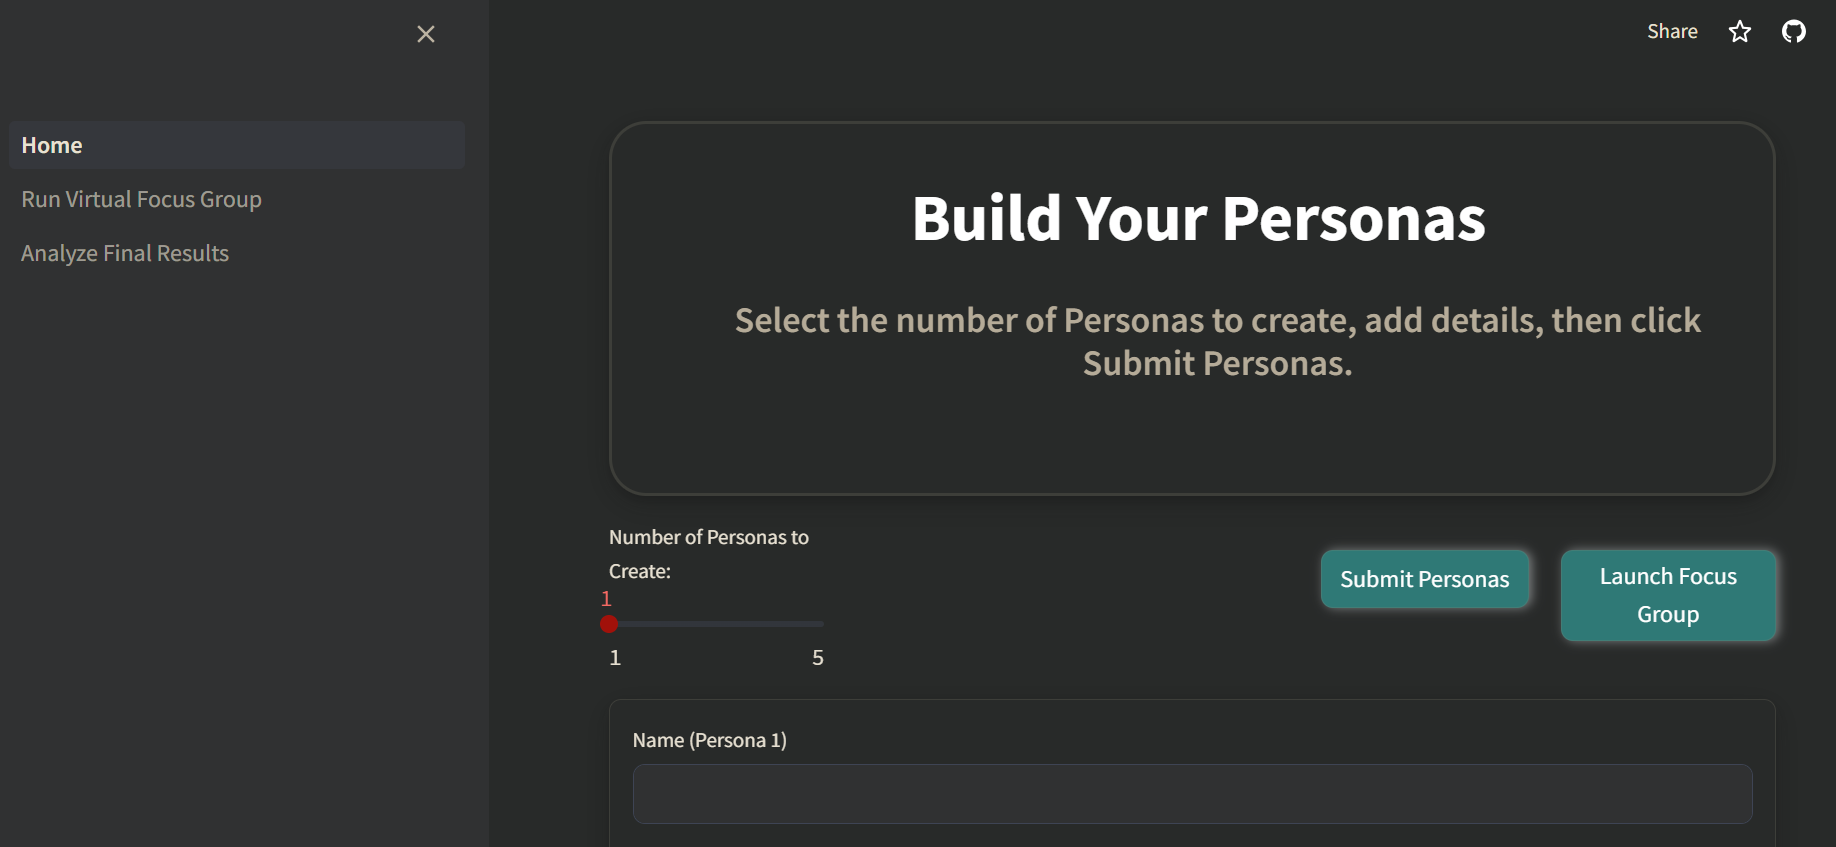 Share
Home
Run Virtual Focus Group
Analyze Final Results
Build Your Personas
Select the number of Personas to create, add details, then click
Submit Personas.
Number of Personas to
Create:
1
1
5
Submit Personas
Launch Focus
Group
Name (Persona 1)